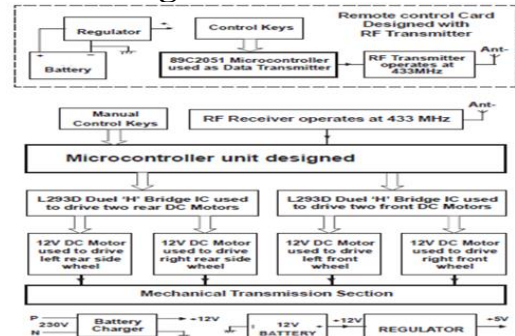 Remote control Card
Designed with
RF Transmitter
Regulator
+
Control Keys
Ant-
Battery
89C2051 Microcontroller
used as Data Transmitter
RF Transmitter
operates at
433MHz
Manual
Control Keys
RF Receiver operates at 433 MHz
Ant-
Microcontroller unit designed
L293D Duel 'H' Bridge IC used
to drive two rear DC Motors
L293D Duel 'H' Bridge IC used
to drive two front DC Motors
12V DC Motor
used to drive
left rear side
wheel
12V DC Motor
used to drive
right rear side
wheel
12V DC Motor
used to drive
left front
wheel
12V DC Motor
used to drive
right front
wheel
Mechanical Transmission Section
P
230V
N
Battery
Charger
+12V
12V
BATTERY
+12V
REGULATOR
+5V